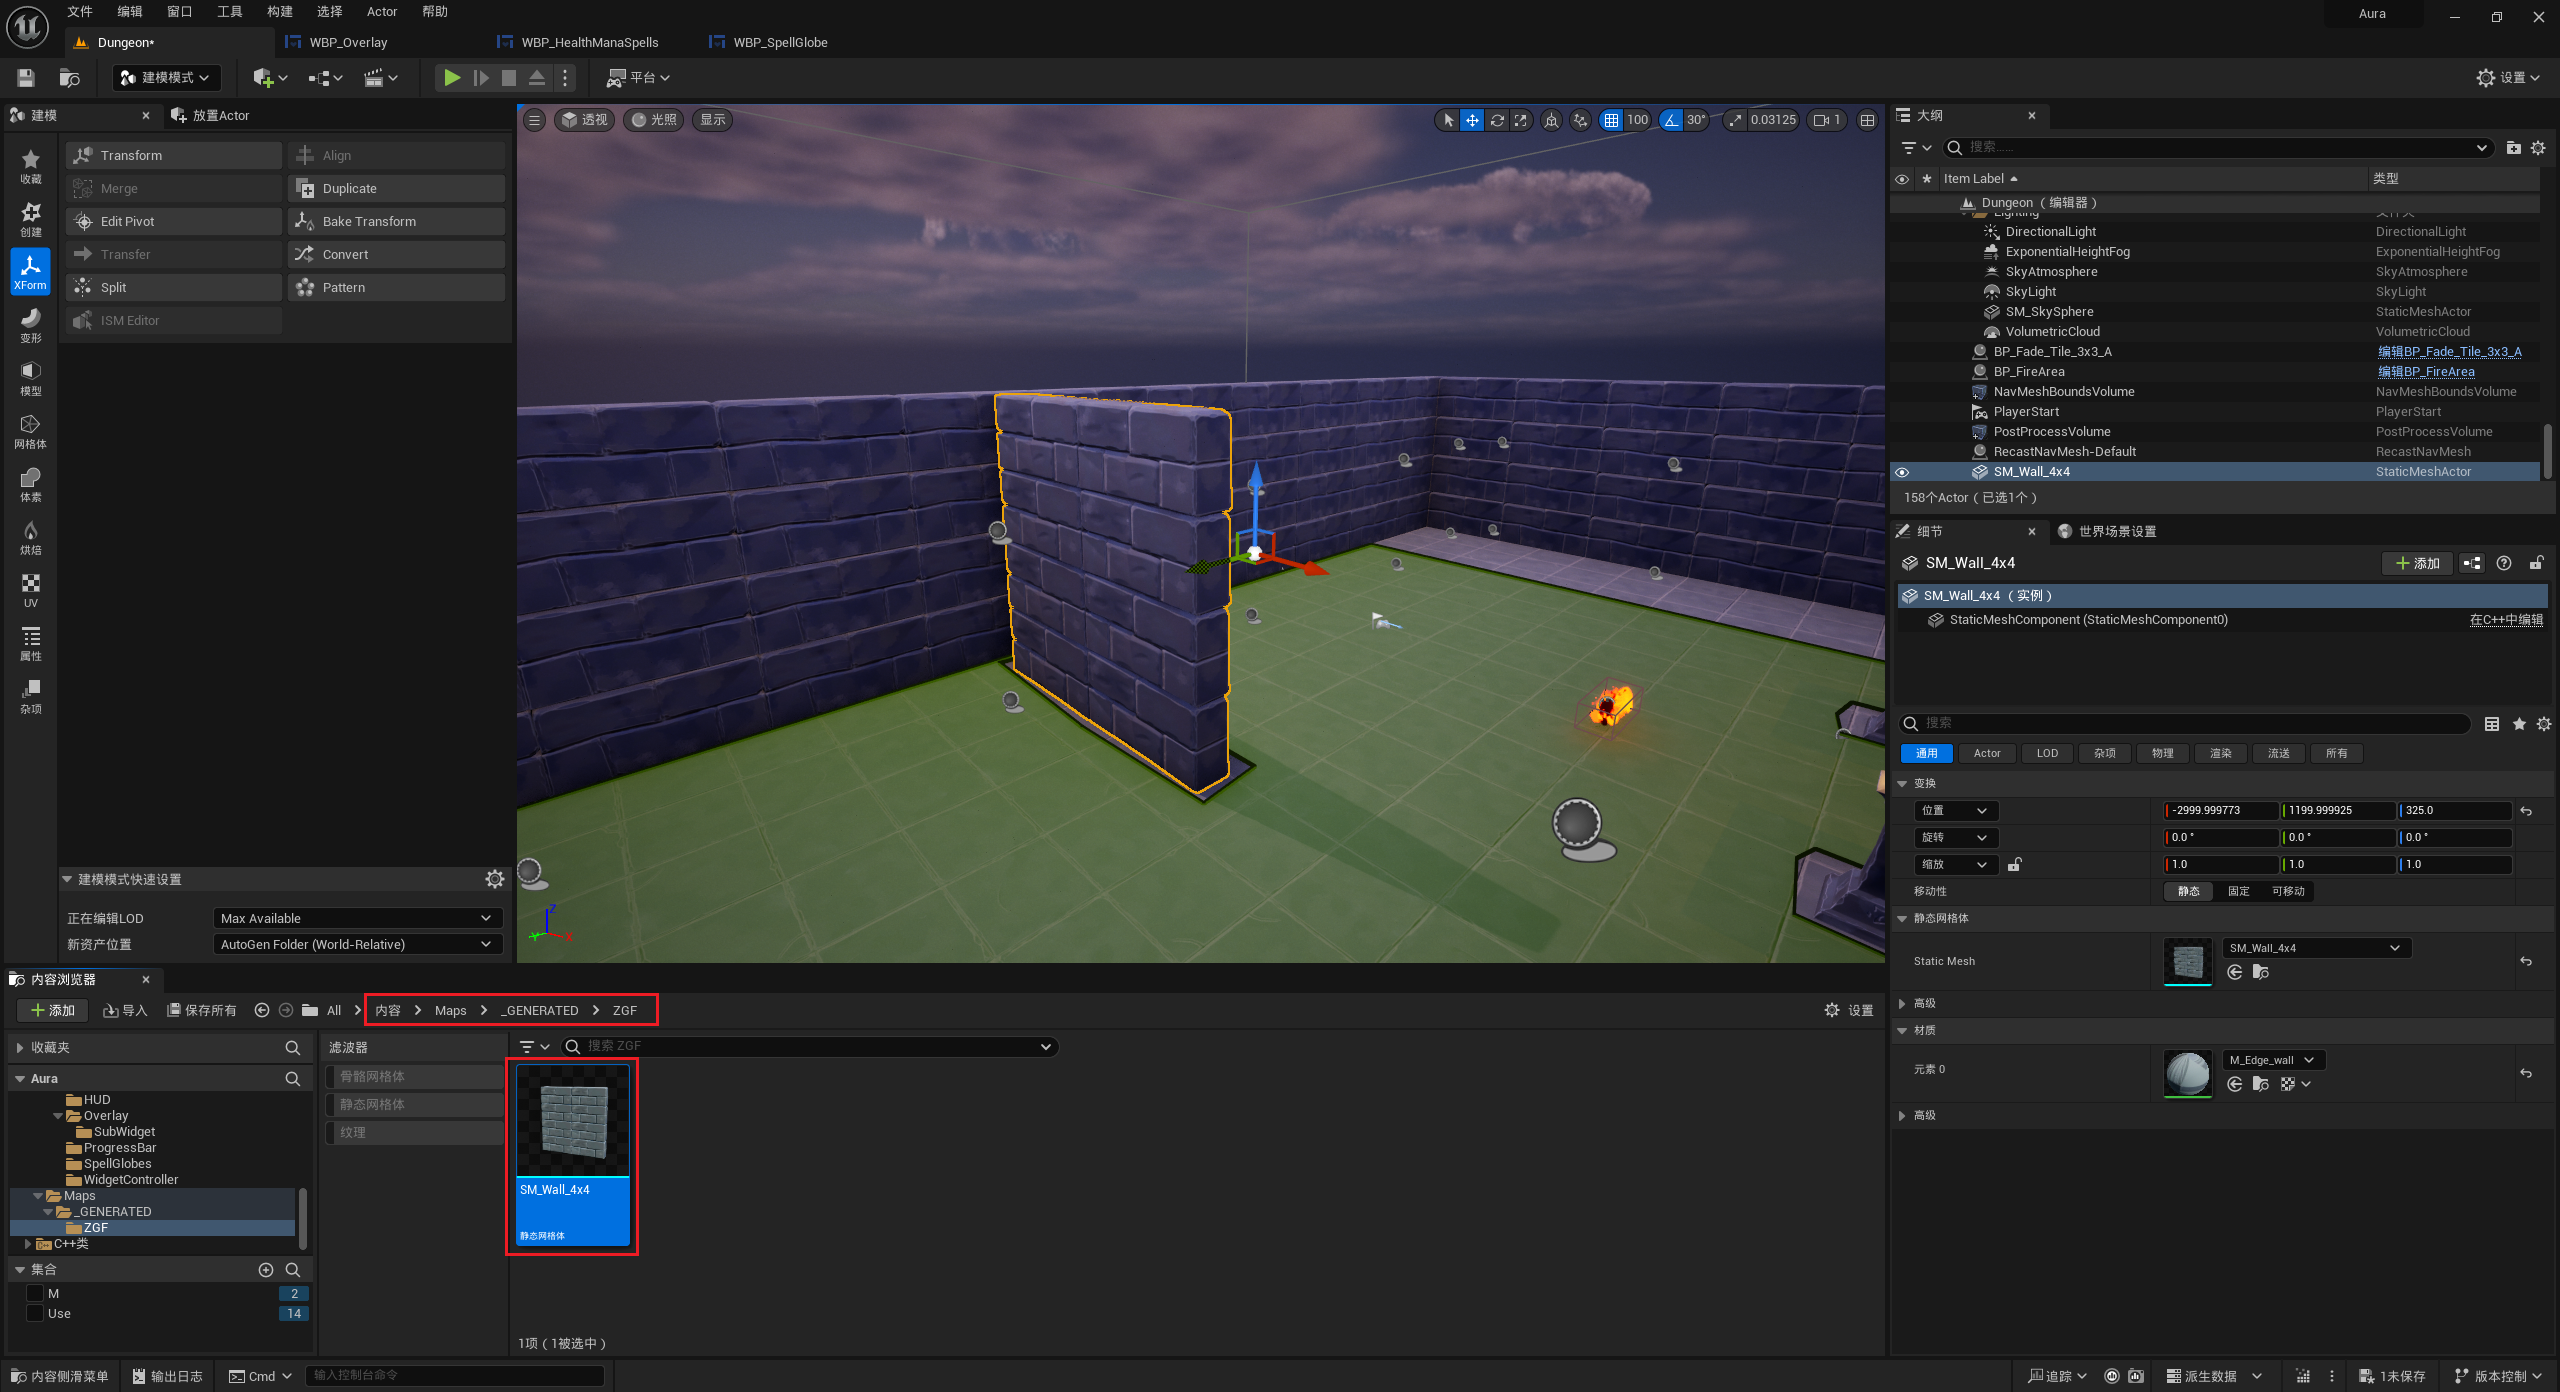 文件 编辑 窗口 工具 构建 选择 Actor 帮助
Aura
Dungeon*
WBP_Overlay
WBP_HealthManaSpells
WBP_SpellGlobe
建模模式
平台
设置
建模
放置Actor
收藏
创建
XForm
变形
模型
网格体
体素
烘焙
UV
属性
杂项
Transform
Align
Merge
Duplicate
Edit Pivot
Bake Transform
Transfer
Convert
Split
Pattern
ISM Editor
建模模式快速设置
正在编辑LOD
Max Available
新资产位置
AutoGen Folder (World-Relative)
透视
光照
显示
100
30°
0.03125
1
Z
Y
X
大纲
搜索......
Item Label
类型
Dungeon（编辑器）
Lighting
DirectionalLight DirectionalLight
ExponentialHeightFog ExponentialHeightFog
SkyAtmosphere SkyAtmosphere
SkyLight SkyLight
SM_SkySphere StaticMeshActor
VolumetricCloud VolumetricCloud
BP_Fade_Tile_3x3_A 编辑BP_Fade_Tile_3x3_A
BP_FireArea 编辑BP_FireArea
NavMeshBoundsVolume NavMeshBoundsVolume
PlayerStart PlayerStart
PostProcessVolume PostProcessVolume
RecastNavMesh-Default RecastNavMesh
SM_Wall_4x4 StaticMeshActor
158个Actor（已选1个）
细节
世界场景设置
SM_Wall_4x4
添加
SM_Wall_4x4 （实例）
StaticMeshComponent (StaticMeshComponent0)
在C++中编辑
搜索
通用 Actor LOD 杂项 物理 渲染 流送 所有
变换
位置 -2999.999773 1199.999925 325.0
旋转 0.0 ° 0.0 ° 0.0 °
缩放 1.0 1.0 1.0
移动性 静态 固定 可移动
静态网格体
Static Mesh
SM_Wall_4x4
高级
材质
元素 0
M_Edge_wall
高级
内容浏览器
添加
导入
保存所有
All
内容
Maps
_GENERATED
ZGF
设置
收藏夹
Aura
HUD
Overlay
SubWidget
ProgressBar
SpellGlobes
WidgetController
Maps
_GENERATED
ZGF
C++类
集合
M 2
Use 14
滤波器
骨骼网格体
静态网格体
纹理
搜索 ZGF
SM_Wall_4x4
静态网格体
1项（1被选中）
内容侧滑菜单
输出日志
Cmd
输入控制台命令
追踪
派生数据
1未保存
版本控制